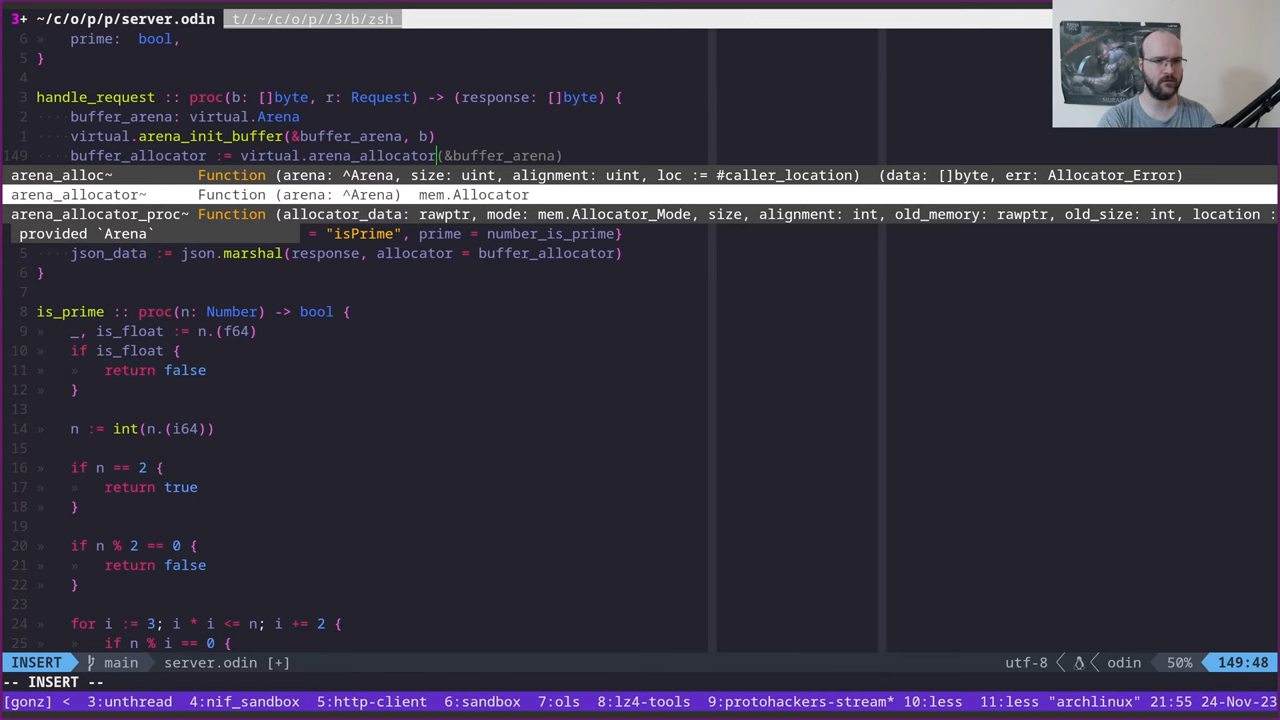 3+ ~/c/o/p/p/server.odin  t//~/c/o/p//3/b/zsh
6 » prime:  bool,
5 }
4
3 handle_request :: proc(b: []byte, r: Request) -> (response: []byte) {
2 ···· buffer_arena: virtual.Arena
1 ···· virtual.arena_init_buffer(&buffer_arena, b)
149 ···· buffer_allocator := virtual.arena_allocator(&buffer_arena)
arena_alloc~ Function (arena: ^Arena, size: uint, alignment: uint, loc := #caller_location)  (data: []byte, err: Allocator_Error)
arena_allocator~ Function (arena: ^Arena)  mem.Allocator
arena_allocator_proc~ Function (allocator_data: rawptr, mode: mem.Allocator_Mode, size, alignment: int, old_memory: rawptr, old_size: int, location :
provided `Arena` = "isPrime", prime = number_is_prime}
5 ···· json_data := json.marshal(response, allocator = buffer_allocator)
6 }
7
8 is_prime :: proc(n: Number) -> bool {
9 » _, is_float := n.(f64)
10 » if is_float {
11 » » return false
12 » }
13
14 » n := int(n.(i64))
15
16 » if n == 2 {
17 » » return true
18 » }
19
20 » if n % 2 == 0 {
21 » » return false
22 » }
23
24 » for i := 3; i * i <= n; i += 2 {
25 » » if n % i == 0 {
INSERT main server.odin [+] utf-8 odin 50% 149:48
-- INSERT --
[gonz] <  3:unthread  4:nif_sandbox  5:http-client  6:sandbox  7:ols  8:lz4-tools  9:protohackers-stream* 10:less  11:less "archlinux" 21:55 24-Nov-23